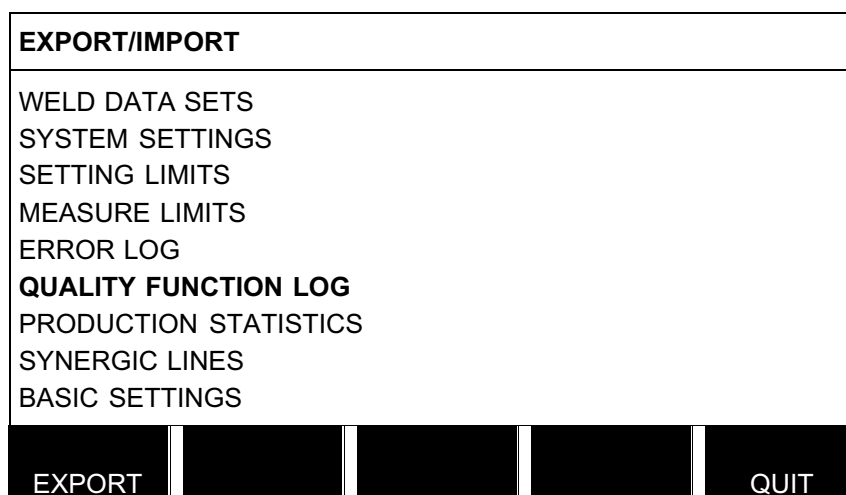 EXPORT/IMPORT
WELD DATA SETS
SYSTEM SETTINGS
SETTING LIMITS
MEASURE LIMITS
ERROR LOG
QUALITY FUNCTION LOG
PRODUCTION STATISTICS
SYNERGIC LINES
BASIC SETTINGS
EXPORT QUIT